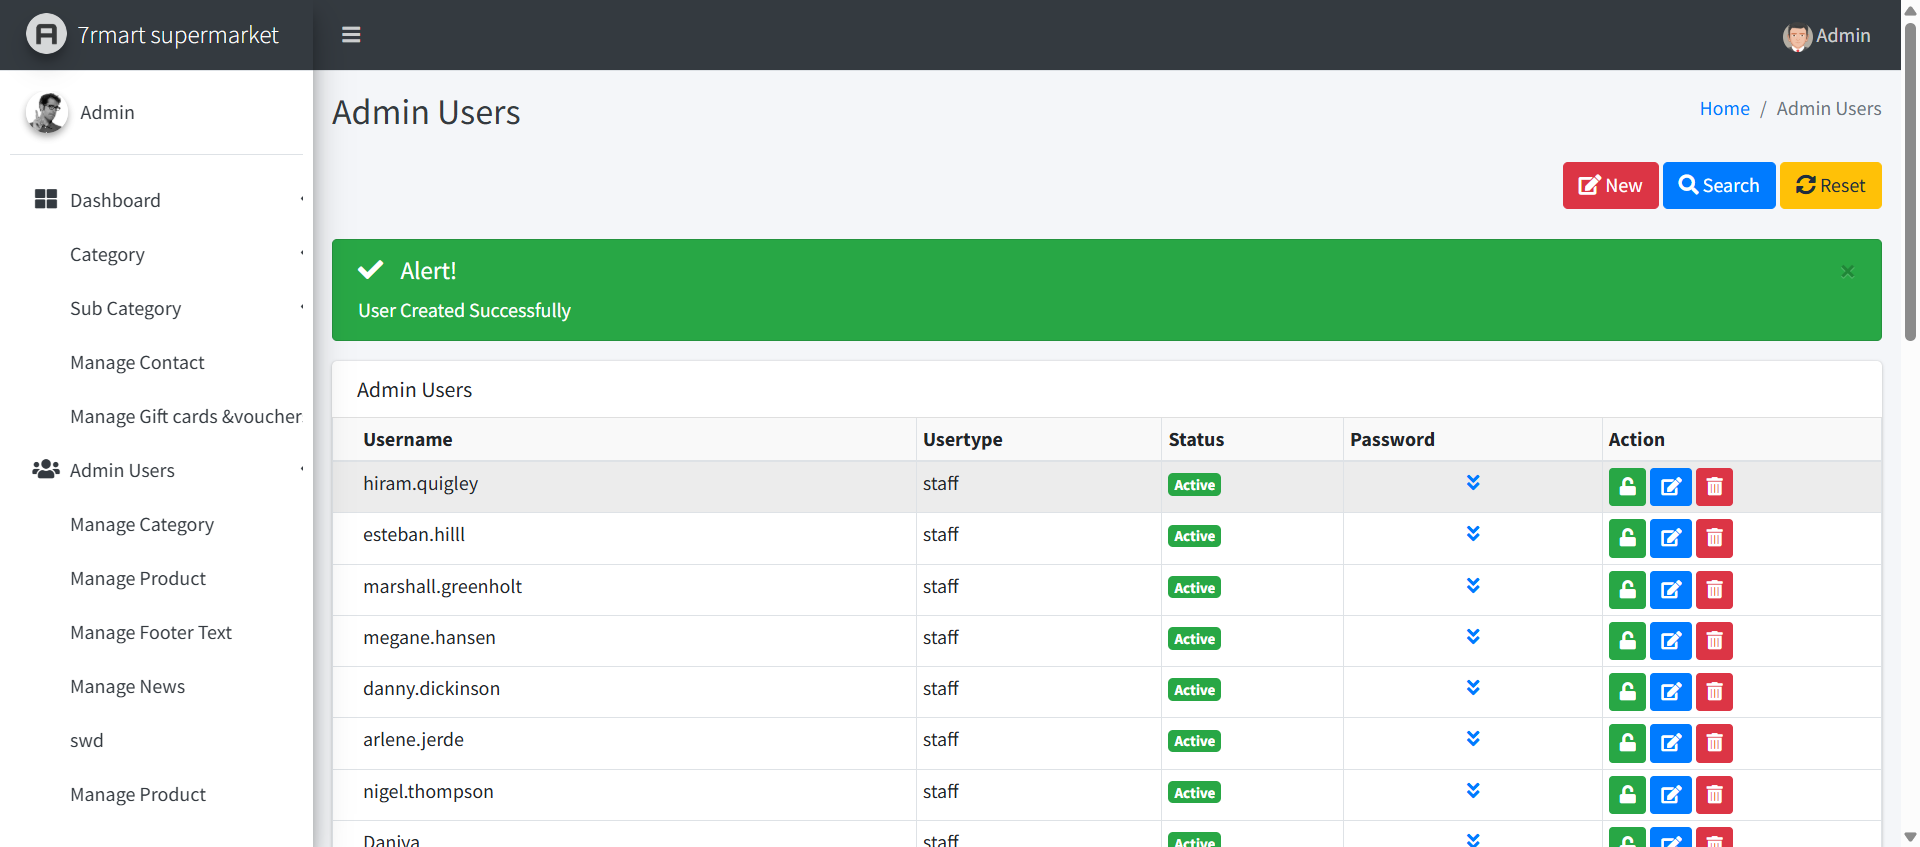 7rmart supermarket
Admin
Admin
Admin Users
Home / Admin Users
Dashboard
Category
Sub Category
Manage Contact
Manage Gift cards &voucher
Admin Users
Manage Category
Manage Product
Manage Footer Text
Manage News
swd
Manage Product
New Search Reset
Alert!
×
User Created Successfully
Admin Users
Username Usertype Status Password Action
hiram.quigley staff Active
esteban.hilll staff Active
marshall.greenholt staff Active
megane.hansen staff Active
danny.dickinson staff Active
arlene.jerde staff Active
nigel.thompson staff Active
Daniya staff Active